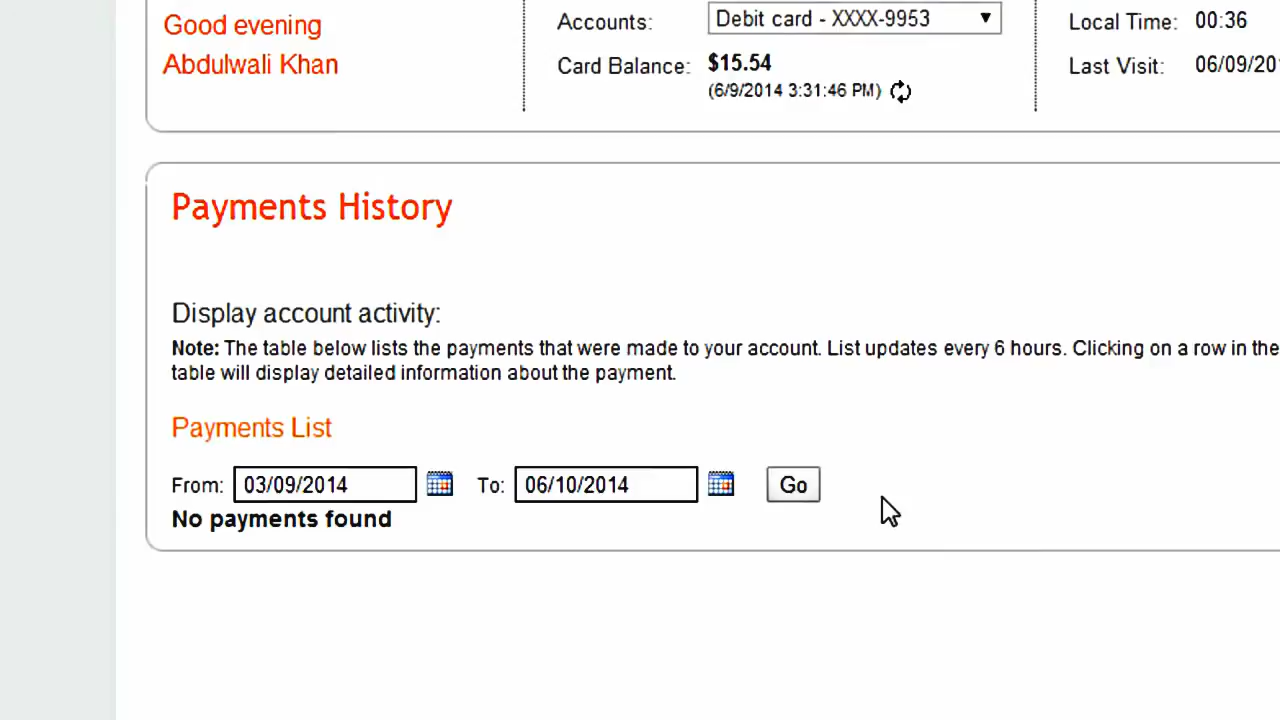 Good evening
Abdulwali Khan
Accounts: Debit card - XXXX-9953
Card Balance: $15.54
(6/9/2014 3:31:46 PM)
Local Time: 00:36
Last Visit: 06/09/20
Payments History
Display account activity:
Note: The table below lists the payments that were made to your account. List updates every 6 hours. Clicking on a row in the
table will display detailed information about the payment.
Payments List
From: 03/09/2014 To: 06/10/2014 Go
No payments found